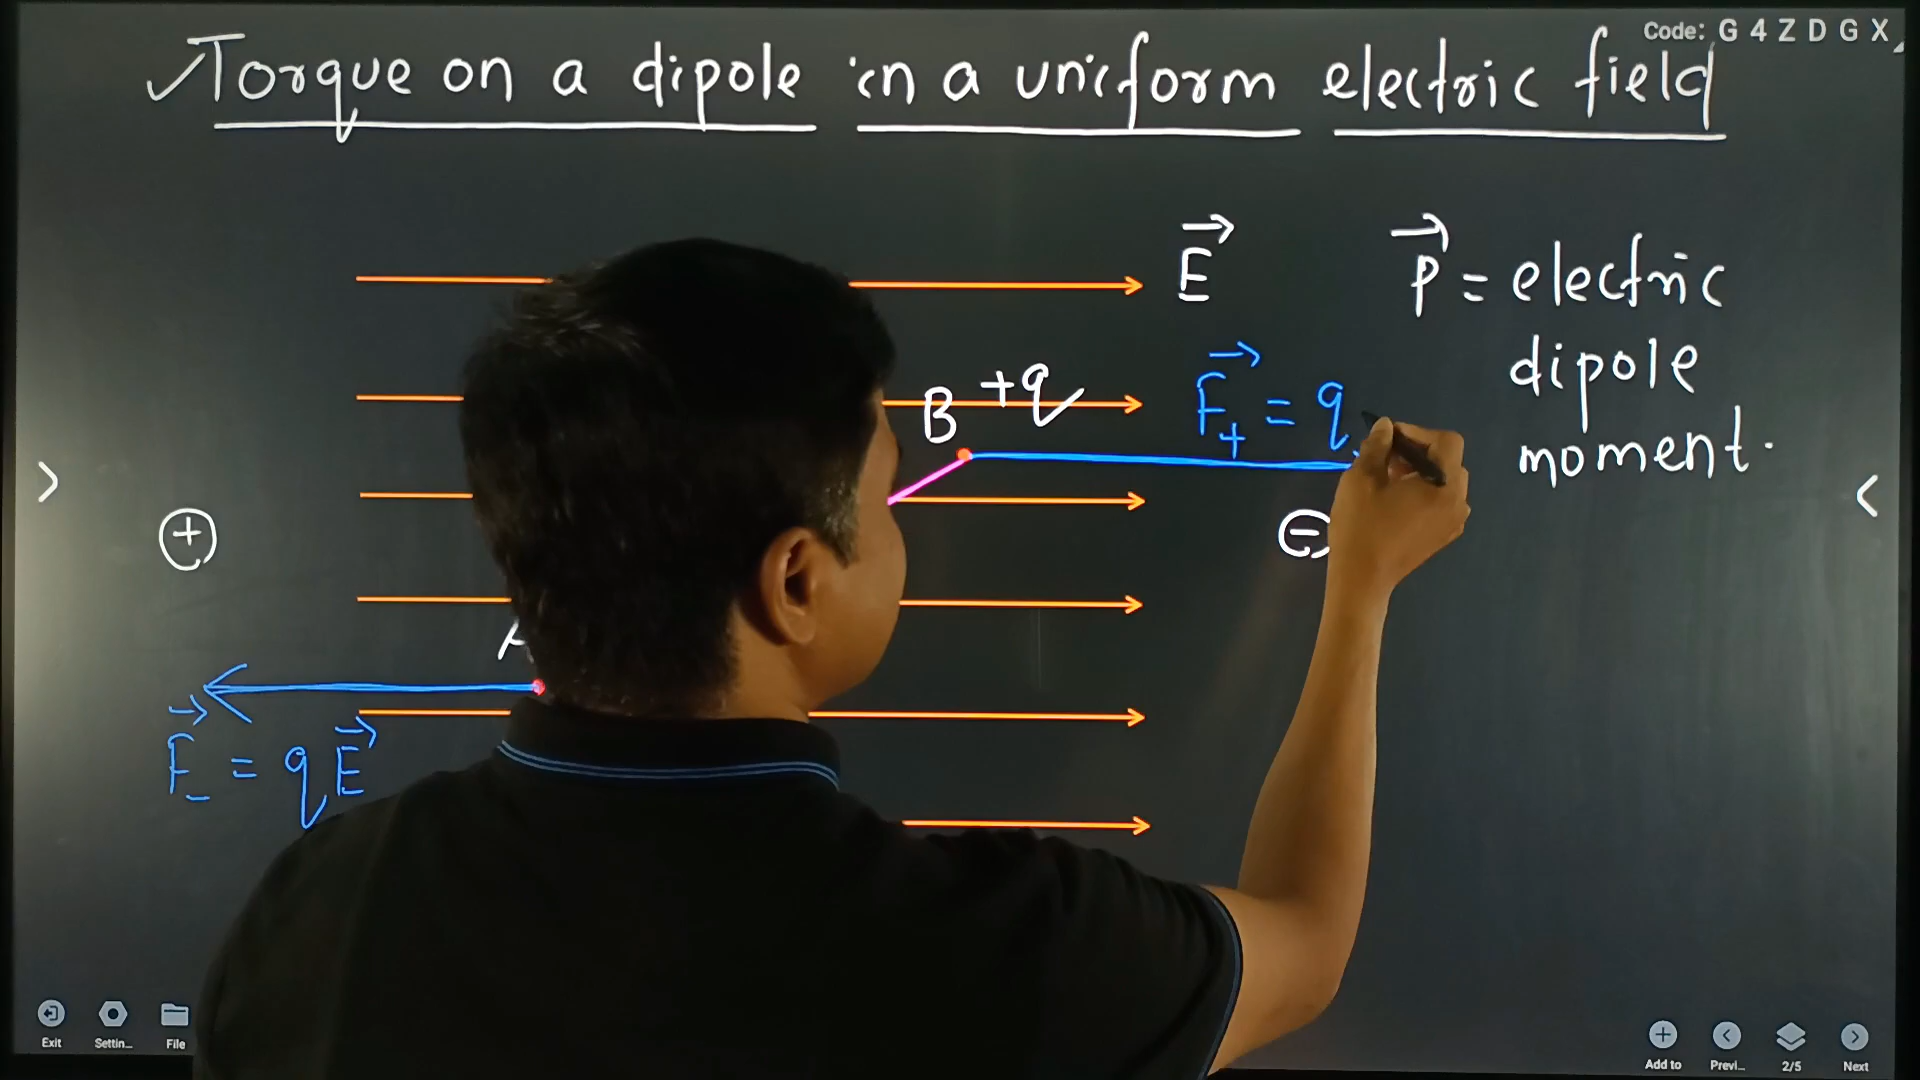 Code: G 4 Z D G X
Torque on a dipole in a uniform electric field
E
P = electric
dipole
moment.
B +q
F+ = q
+
-
A
F- = qE
Exit
Settin...
File
Add to
Previ...
2/5
Next